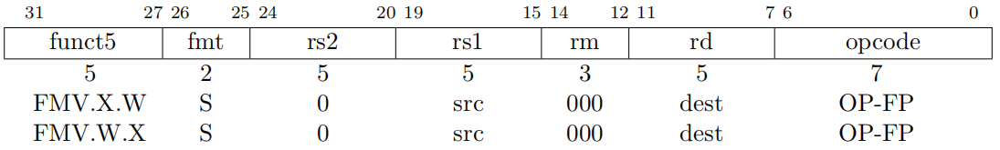 31 27 26 25 24 20 19 15 14 12 11 7 6 0
funct5 fmt rs2 rs1 rm rd opcode
5 2 5 5 3 5 7
FMV.X.W S 0 src 000 dest OP-FP
FMV.W.X S 0 src 000 dest OP-FP